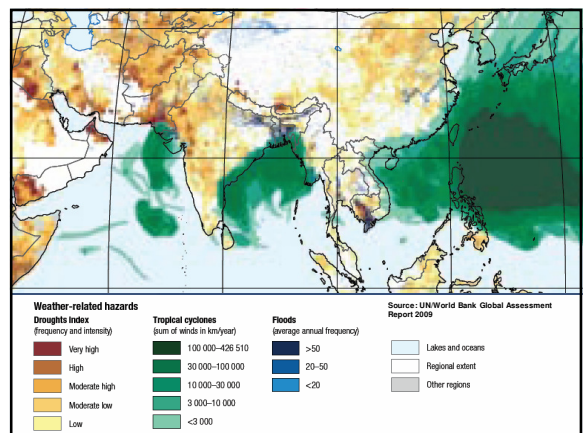 Weather-related hazards
Droughts Index
(frequency and intensity)
Very high
High
Moderate high
Moderate low
Low
Tropical cyclones
(sum of winds in km/year)
100 000–426 510
30 000–100 000
10 000–30 000
3 000–10 000
<3 000
Floods
(average annual frequency)
>50
20–50
<20
Source: UN/World Bank Global Assessment
Report 2009
Lakes and oceans
Regional extent
Other regions